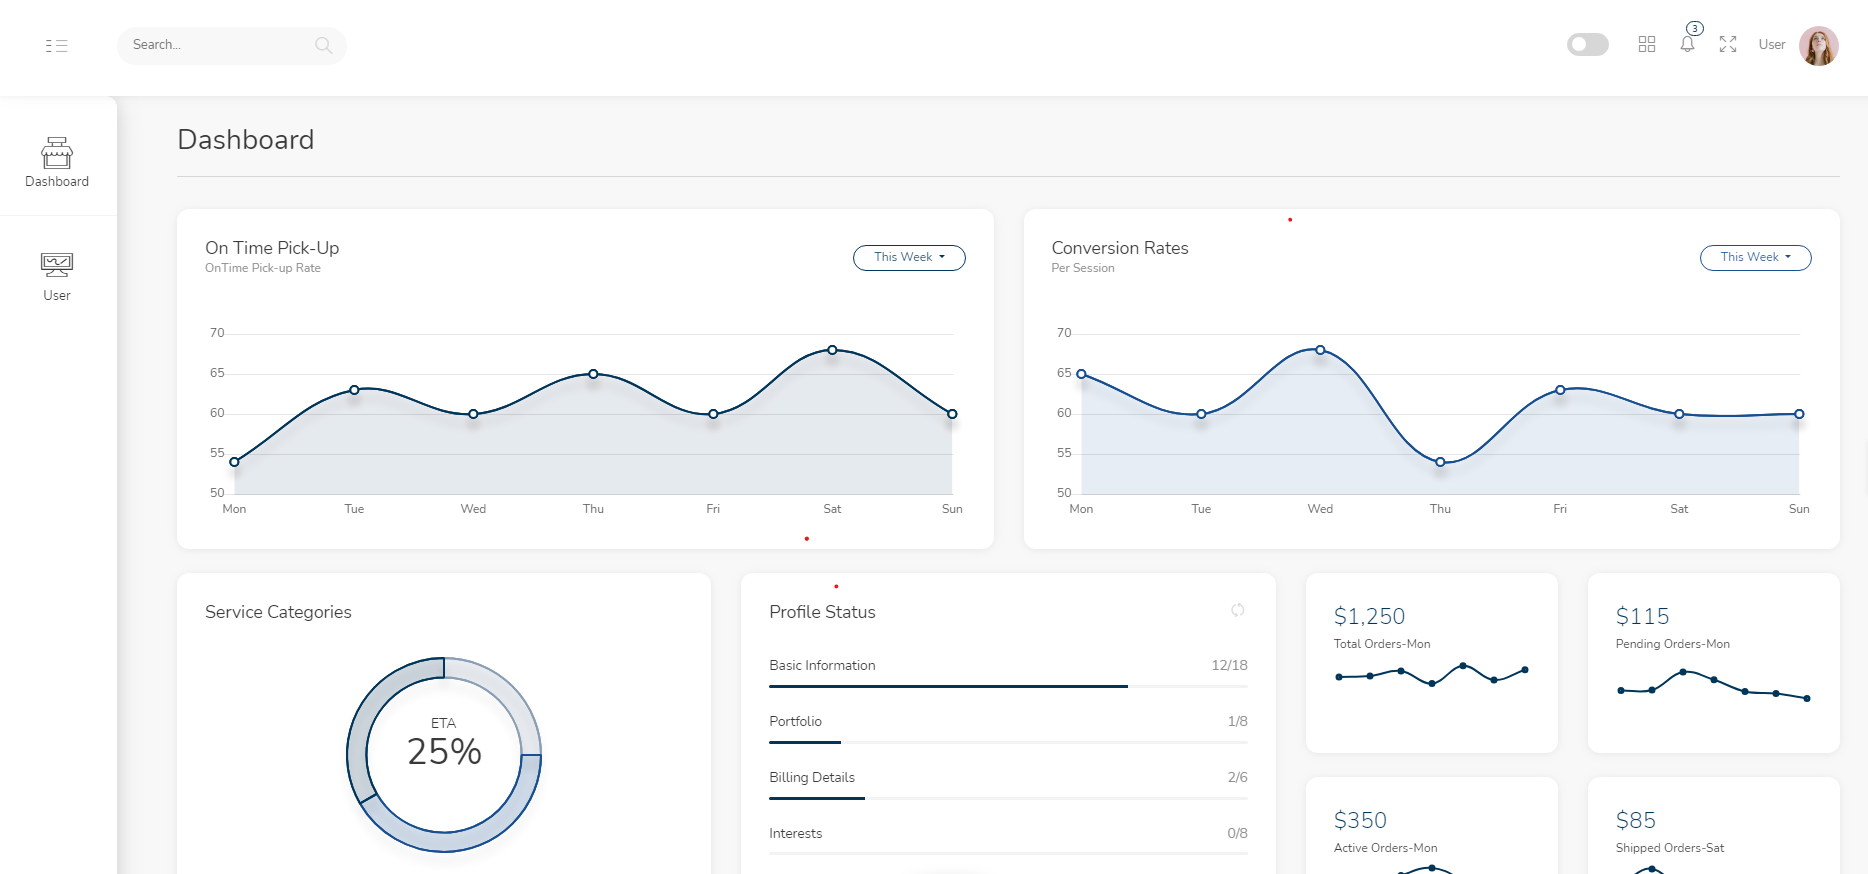 Search...
3
User
Dashboard
User
Dashboard
On Time Pick-Up
OnTime Pick-up Rate
This Week
70
65
60
55
50
Mon Tue Wed Thu Fri Sat Sun
Conversion Rates
Per Session
This Week
70
65
60
55
50
Mon Tue Wed Thu Fri Sat Sun
Service Categories
ETA
25%
Profile Status
Basic Information 12/18
Portfolio 1/8
Billing Details 2/6
Interests 0/8
$1,250
Total Orders-Mon
$115
Pending Orders-Mon
$350
Active Orders-Mon
$85
Shipped Orders-Sat